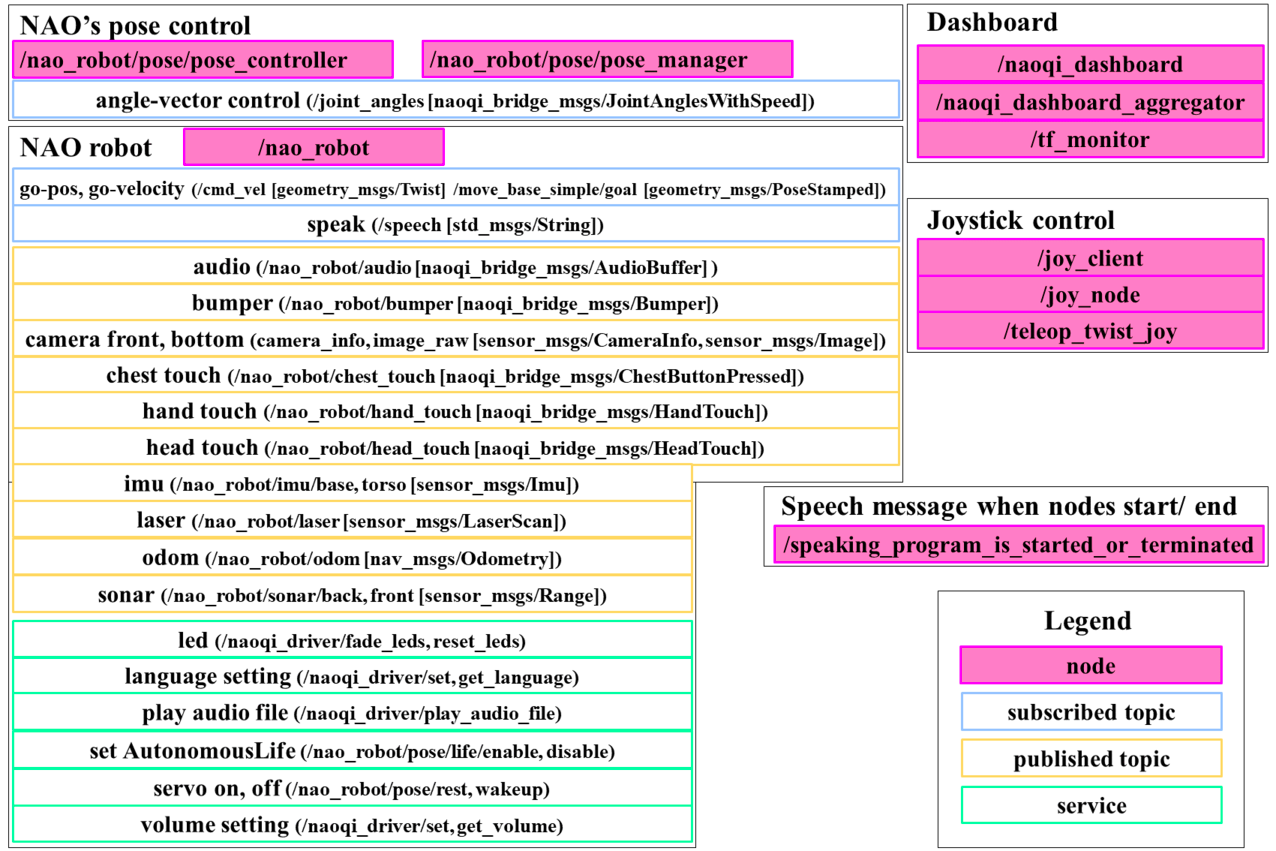 NAO's pose control
/nao_robot/pose/pose_controller
/nao_robot/pose/pose_manager
angle-vector control (/joint_angles [naoqi_bridge_msgs/JointAnglesWithSpeed])
NAO robot
/nao_robot
go-pos, go-velocity (/cmd_vel [geometry_msgs/Twist] /move_base_simple/goal [geometry_msgs/PoseStamped])
speak (/speech [std_msgs/String])
audio (/nao_robot/audio [naoqi_bridge_msgs/AudioBuffer] )
bumper (/nao_robot/bumper [naoqi_bridge_msgs/Bumper])
camera front, bottom (camera_info, image_raw [sensor_msgs/CameraInfo, sensor_msgs/Image])
chest touch (/nao_robot/chest_touch [naoqi_bridge_msgs/ChestButtonPressed])
hand touch (/nao_robot/hand_touch [naoqi_bridge_msgs/HandTouch])
head touch (/nao_robot/head_touch [naoqi_bridge_msgs/HeadTouch])
imu (/nao_robot/imu/base, torso [sensor_msgs/Imu])
laser (/nao_robot/laser [sensor_msgs/LaserScan])
odom (/nao_robot/odom [nav_msgs/Odometry])
sonar (/nao_robot/sonar/back, front [sensor_msgs/Range])
led (/naoqi_driver/fade_leds, reset_leds)
language setting (/naoqi_driver/set, get_language)
play audio file (/naoqi_driver/play_audio_file)
set AutonomousLife (/nao_robot/pose/life/enable, disable)
servo on, off (/nao_robot/pose/rest, wakeup)
volume setting (/naoqi_driver/set, get_volume)
Dashboard
/naoqi_dashboard
/naoqi_dashboard_aggregator
/tf_monitor
Joystick control
/joy_client
/joy_node
/teleop_twist_joy
Speech message when nodes start/ end
/speaking_program_is_started_or_terminated
Legend
node
subscribed topic
published topic
service